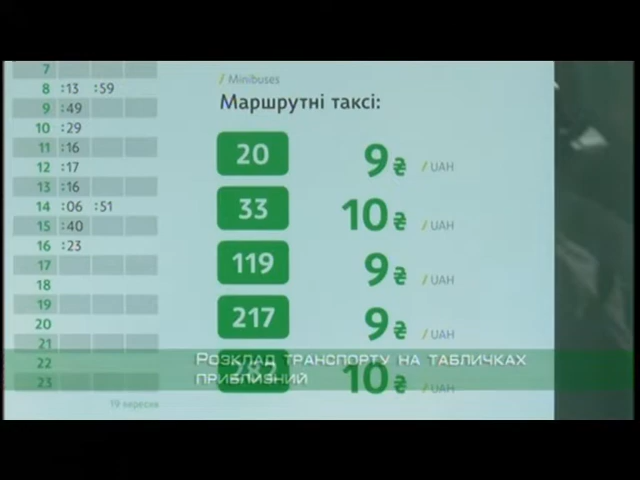 7
8 :13 :59
9 :49
10 :29
11 :16
12 :17
13 :16
14 :06 :51
15 :40
16 :23
17
18
19
20
21
22
23
19 вересня
/ Minibuses
Маршрутні таксі:
20 9₴ / UAH
33 10₴ / UAH
119 9₴ / UAH
217 9₴ / UAH
10₴ / UAH
Розклад транспорту на табличках
приблизний